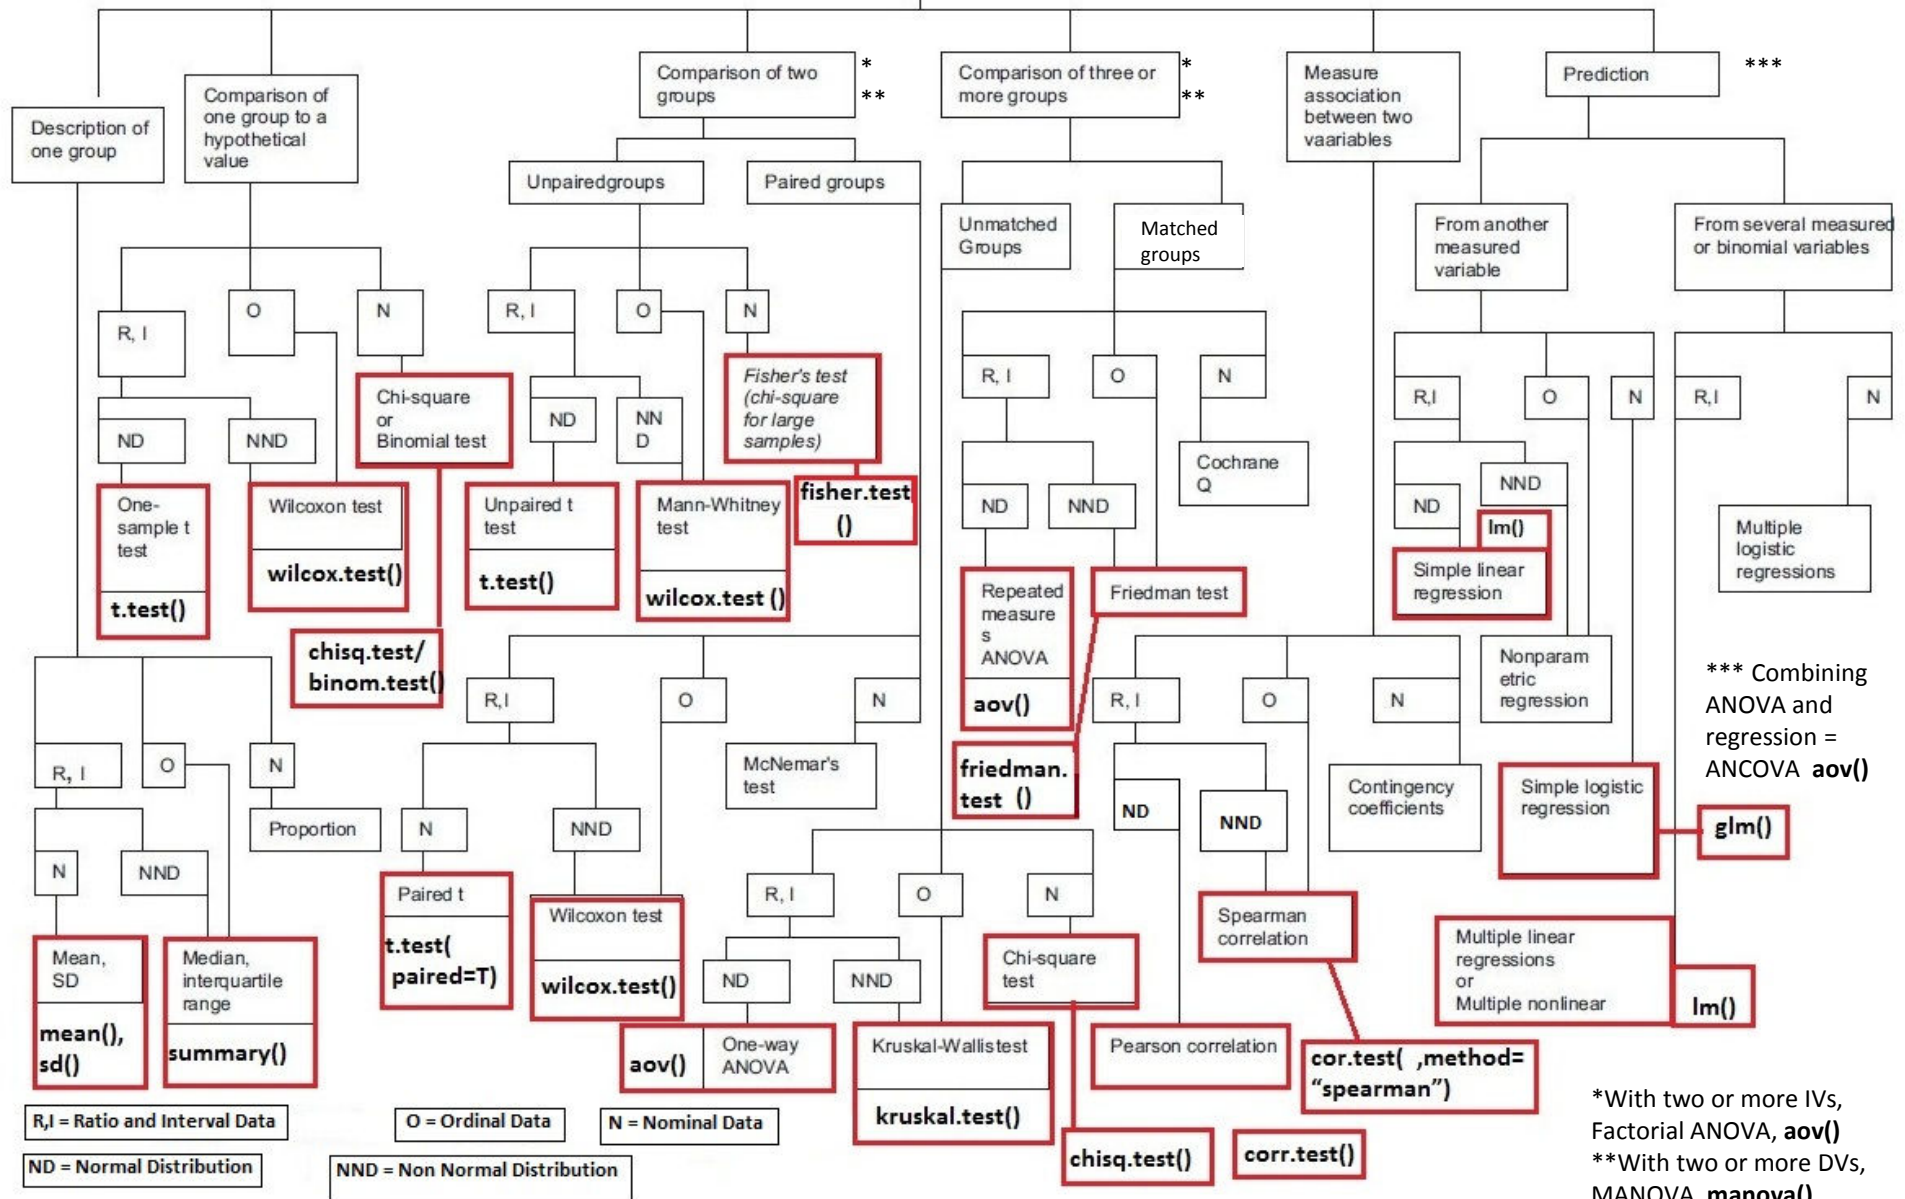 Comparison of two
groups
*
**
Comparison of three or
more groups
*
**
Measure
association
between two
vaariables
Prediction
***
Description of
one group
Comparison of
one group to a
hypothetical
value
Unpairedgroups
Paired groups
Unmatched
Groups
Matched
groups
From another
measured
variable
From several measured
or binomial variables
R, I
O
N
R, I
O
N
R, I
O
N
R,I
O
N
R,I
N
ND
NND
Chi-square
or
Binomial test
ND
NN
D
Fisher's test
(chi-square
for large
samples)
fisher.test
()
Cochrane
Q
ND
NND
ND
NND
One-
sample t
test
t.test()
Wilcoxon test
wilcox.test()
Unpaired t
test
t.test()
Mann-Whitney
test
wilcox.test ()
lm()
Simple linear
regression
Multiple
logistic
regressions
Repeated
measure
s
ANOVA
aov()
Friedman test
friedman.
test ()
chisq.test/
binom.test()
Nonparam
etric
regression
*** Combining
ANOVA and
regression =
ANCOVA aov()
R, I
O
N
R,I
O
N
R, I
O
N
McNemar's
test
ND
NND
Contingency
coefficients
Simple logistic
regression
glm()
Proportion
N
NND
N
NND
Paired t
t.test(
paired=T)
Wilcoxon test
wilcox.test()
R, I
O
N
ND
NND
Chi-square
test
Spearman
correlation
Multiple linear
regressions
or
Multiple nonlinear
lm()
Mean,
SD
mean(),
sd()
Median,
interquartile
range
summary()
aov()
One-way
ANOVA
Kruskal-Wallistest
kruskal.test()
Pearson correlation
cor.test( ,method=
“spearman”)
chisq.test()
corr.test()
R,I = Ratio and Interval Data
O = Ordinal Data
N = Nominal Data
ND = Normal Distribution
NND = Non Normal Distribution
*With two or more IVs,
Factorial ANOVA, aov()
**With two or more DVs,
MANOVA, manova()